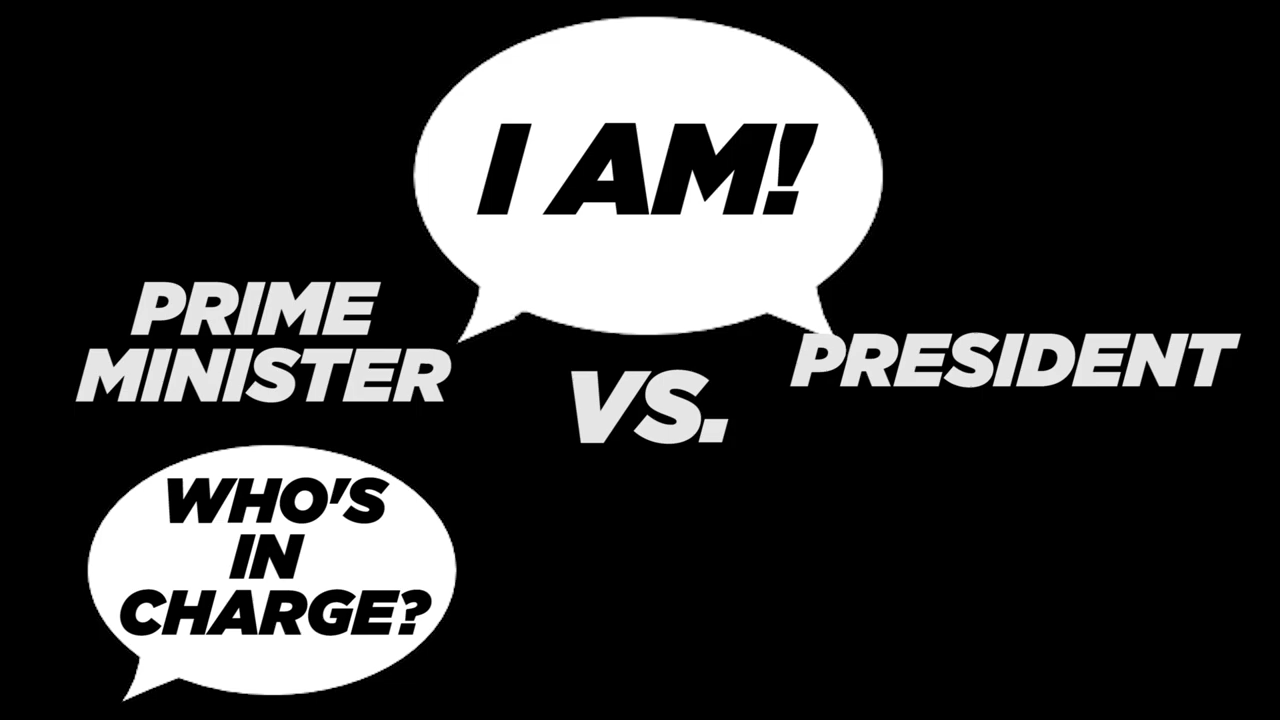 I AM!
PRIME
MINISTER
VS.
PRESIDENT
WHO'S
IN
CHARGE?